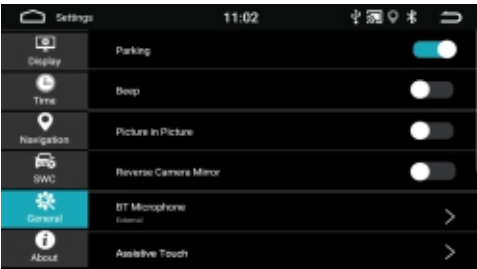 Settings
11:02
Display
Time
Navigation
SWC
General
About
Parking
Beep
Picture in Picture
Reverse Camera Mirror
BT Microphone
External
Assistive Touch